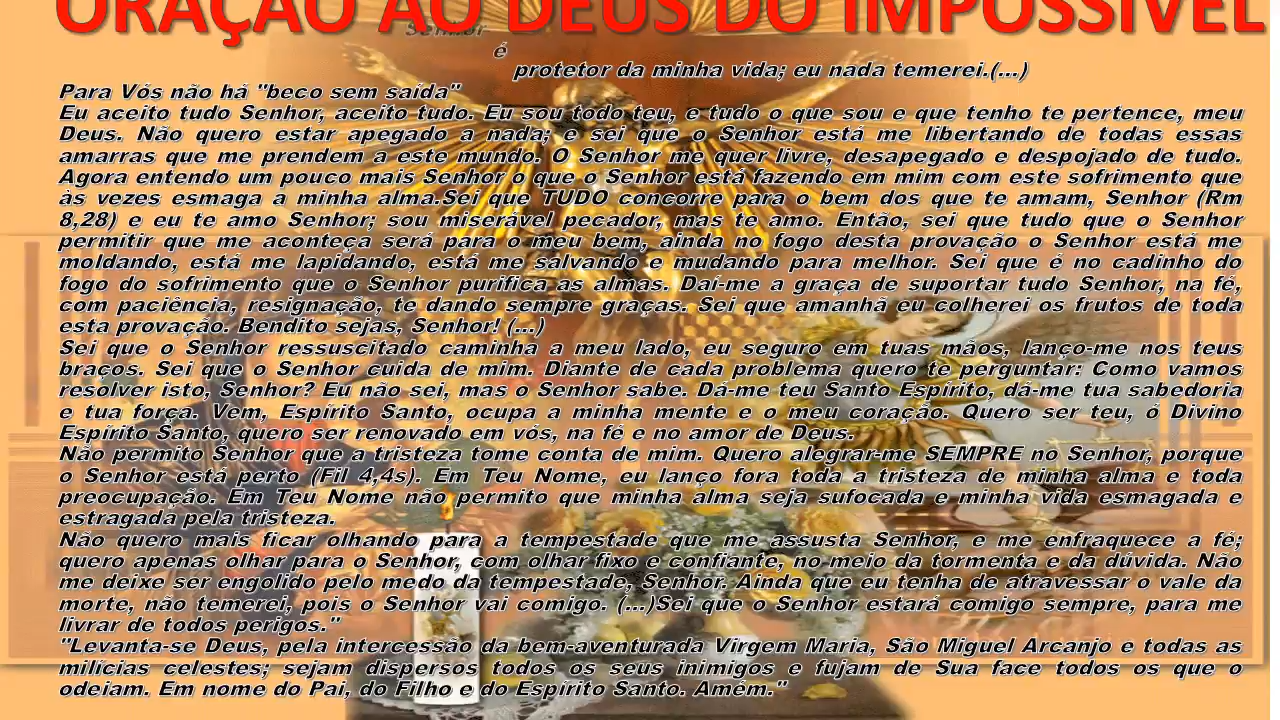 ORAÇÃO AO DEUS DO IMPOSSÍVEL
Senhor
é
protetor da minha vida; eu nada temerei.(...)
Para Vós não há "beco sem saída"
Eu aceito tudo Senhor, aceito tudo. Eu sou todo teu, e tudo o que sou e que tenho te pertence, meu
Deus. Não quero estar apegado a nada; e sei que o Senhor está me libertando de todas essas
amarras que me prendem a este mundo. O Senhor me quer livre, desapegado e despojado de tudo.
Agora entendo um pouco mais Senhor o que o Senhor está fazendo em mim com este sofrimento que
às vezes esmaga a minha alma.Sei que TUDO concorre para o bem dos que te amam, Senhor (Rm
8,28) e eu te amo Senhor; sou miserável pecador, mas te amo. Então, sei que tudo que o Senhor
permitir que me aconteça será para o meu bem, ainda no fogo desta provação o Senhor está me
moldando, está me lapidando, está me salvando e mudando para melhor. Sei que é no cadinho do
fogo do sofrimento que o Senhor purifica as almas. Daí-me a graça de suportar tudo Senhor, na fé,
com paciência, resignação, te dando sempre graças. Sei que amanhã eu colherei os frutos de toda
esta provação. Bendito sejas, Senhor! (...)
Sei que o Senhor ressuscitado caminha a meu lado, eu seguro em tuas mãos, lanço-me nos teus
braços. Sei que o Senhor cuida de mim. Diante de cada problema quero te perguntar: Como vamos
resolver isto, Senhor? Eu não sei, mas o Senhor sabe. Dá-me teu Santo Espírito, dá-me tua sabedoria
e tua força. Vem, Espírito Santo, ocupa a minha mente e o meu coração. Quero ser teu, ó Divino
Espírito Santo, quero ser renovado em vós, na fé e no amor de Deus.
Não permito Senhor que a tristeza tome conta de mim. Quero alegrar-me SEMPRE no Senhor, porque
o Senhor está perto (Fil 4,4s). Em Teu Nome, eu lanço fora toda a tristeza de minha alma e toda
preocupação. Em Teu Nome não permito que minha alma seja sufocada e minha vida esmagada e
estragada pela tristeza.
Não quero mais ficar olhando para a tempestade que me assusta Senhor, e me enfraquece a fé;
quero apenas olhar para o Senhor, com olhar fixo e confiante, no meio da tormenta e da dúvida. Não
me deixe ser engolido pelo medo da tempestade, Senhor. Ainda que eu tenha de atravessar o vale da
morte, não temerei, pois o Senhor vai comigo. (...)Sei que o Senhor estará comigo sempre, para me
livrar de todos perigos."
"Levanta-se Deus, pela intercessão da bem-aventurada Virgem Maria, São Miguel Arcanjo e todas as
milícias celestes; sejam dispersos todos os seus inimigos e fujam de Sua face todos os que o
odeiam. Em nome do Pai, do Filho e do Espírito Santo. Amém."